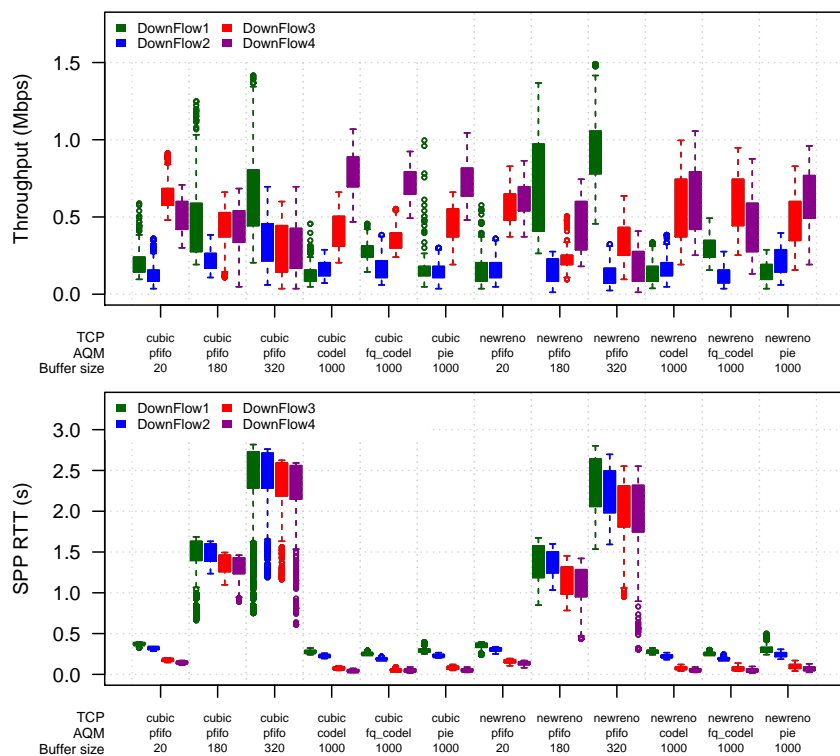 DownFlow1 DownFlow3
DownFlow2 DownFlow4
Throughput (Mbps)
1.5
1.0
0.5
0.0
TCP cubic cubic cubic cubic cubic cubic newreno newreno newreno newreno newreno newreno
AQM pfifo pfifo pfifo codel fq_codel pie pfifo pfifo pfifo codel fq_codel pie
Buffer size 20 180 320 1000 1000 1000 20 180 320 1000 1000 1000
DownFlow1 DownFlow3
DownFlow2 DownFlow4
SPP RTT (s)
3.0
2.5
2.0
1.5
1.0
0.5
0.0
TCP cubic cubic cubic cubic cubic cubic newreno newreno newreno newreno newreno newreno
AQM pfifo pfifo pfifo codel fq_codel pie pfifo pfifo pfifo codel fq_codel pie
Buffer size 20 180 320 1000 1000 1000 20 180 320 1000 1000 1000